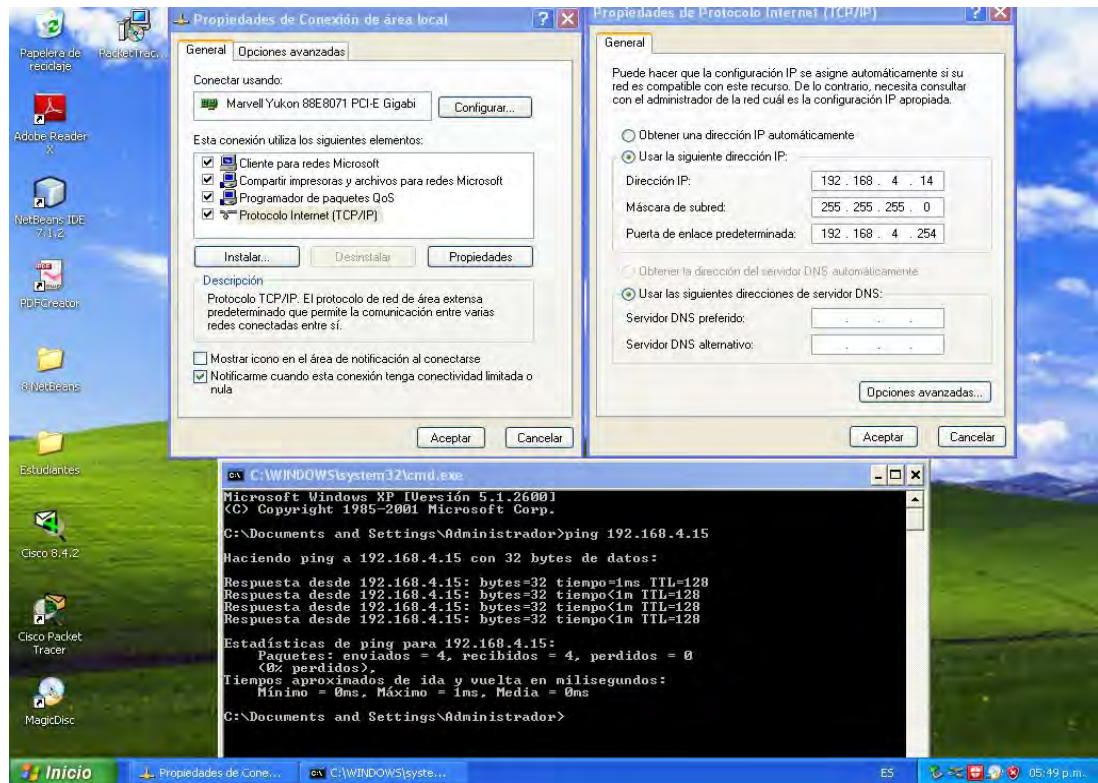 Papelera de
reciclaje
PacketTrac...
Adobe Reader
X
NetBeans IDE
7.1.2
PDFCreator
8 NetBeans
Estudiantes
Cisco 8.4.2
Cisco Packet
Tracer
MagicDisc
Propiedades de Conexión de área local
General
Opciones avanzadas
Conectar usando:
Marvell Yukon 88E8071 PCI-E Gigabi
Configurar...
Esta conexión utiliza los siguientes elementos:
Cliente para redes Microsoft
Compartir impresoras y archivos para redes Microsoft
Programador de paquetes QoS
Protocolo Internet (TCP/IP)
Instalar...
Desinstalar
Propiedades
Descripción
Protocolo TCP/IP. El protocolo de red de área extensa
predeterminado que permite la comunicación entre varias
redes conectadas entre sí.
Mostrar icono en el área de notificación al conectarse
Notificarme cuando esta conexión tenga conectividad limitada o
nula
Aceptar
Cancelar
Propiedades de Protocolo Internet (TCP/IP)
General
Puede hacer que la configuración IP se asigne automáticamente si su
red es compatible con este recurso. De lo contrario, necesita consultar
con el administrador de la red cuál es la configuración IP apropiada.
Obtener una dirección IP automáticamente
Usar la siguiente dirección IP:
Dirección IP: 192 . 168 . 4 . 14
Máscara de subred: 255 . 255 . 255 . 0
Puerta de enlace predeterminada: 192 . 168 . 4 . 254
Obtener la dirección del servidor DNS automáticamente
Usar las siguientes direcciones de servidor DNS:
Servidor DNS preferido: . . .
Servidor DNS alternativo: . . .
Opciones avanzadas...
Aceptar
Cancelar
C:\WINDOWS\system32\cmd.exe
Microsoft Windows XP [Versión 5.1.2600]
(C) Copyright 1985-2001 Microsoft Corp.
C:\Documents and Settings\Administrador>ping 192.168.4.15
Haciendo ping a 192.168.4.15 con 32 bytes de datos:
Respuesta desde 192.168.4.15: bytes=32 tiempo=1ms TTL=128
Respuesta desde 192.168.4.15: bytes=32 tiempo<1m TTL=128
Respuesta desde 192.168.4.15: bytes=32 tiempo<1m TTL=128
Respuesta desde 192.168.4.15: bytes=32 tiempo<1m TTL=128
Estadísticas de ping para 192.168.4.15:
Paquetes: enviados = 4, recibidos = 4, perdidos = 0
(0% perdidos),
Tiempos aproximados de ida y vuelta en milisegundos:
Mínimo = 0ms, Máximo = 1ms, Media = 0ms
C:\Documents and Settings\Administrador>
Inicio
Propiedades de Cone...
C:\WINDOWS\syste...
ES
05:49 p.m.